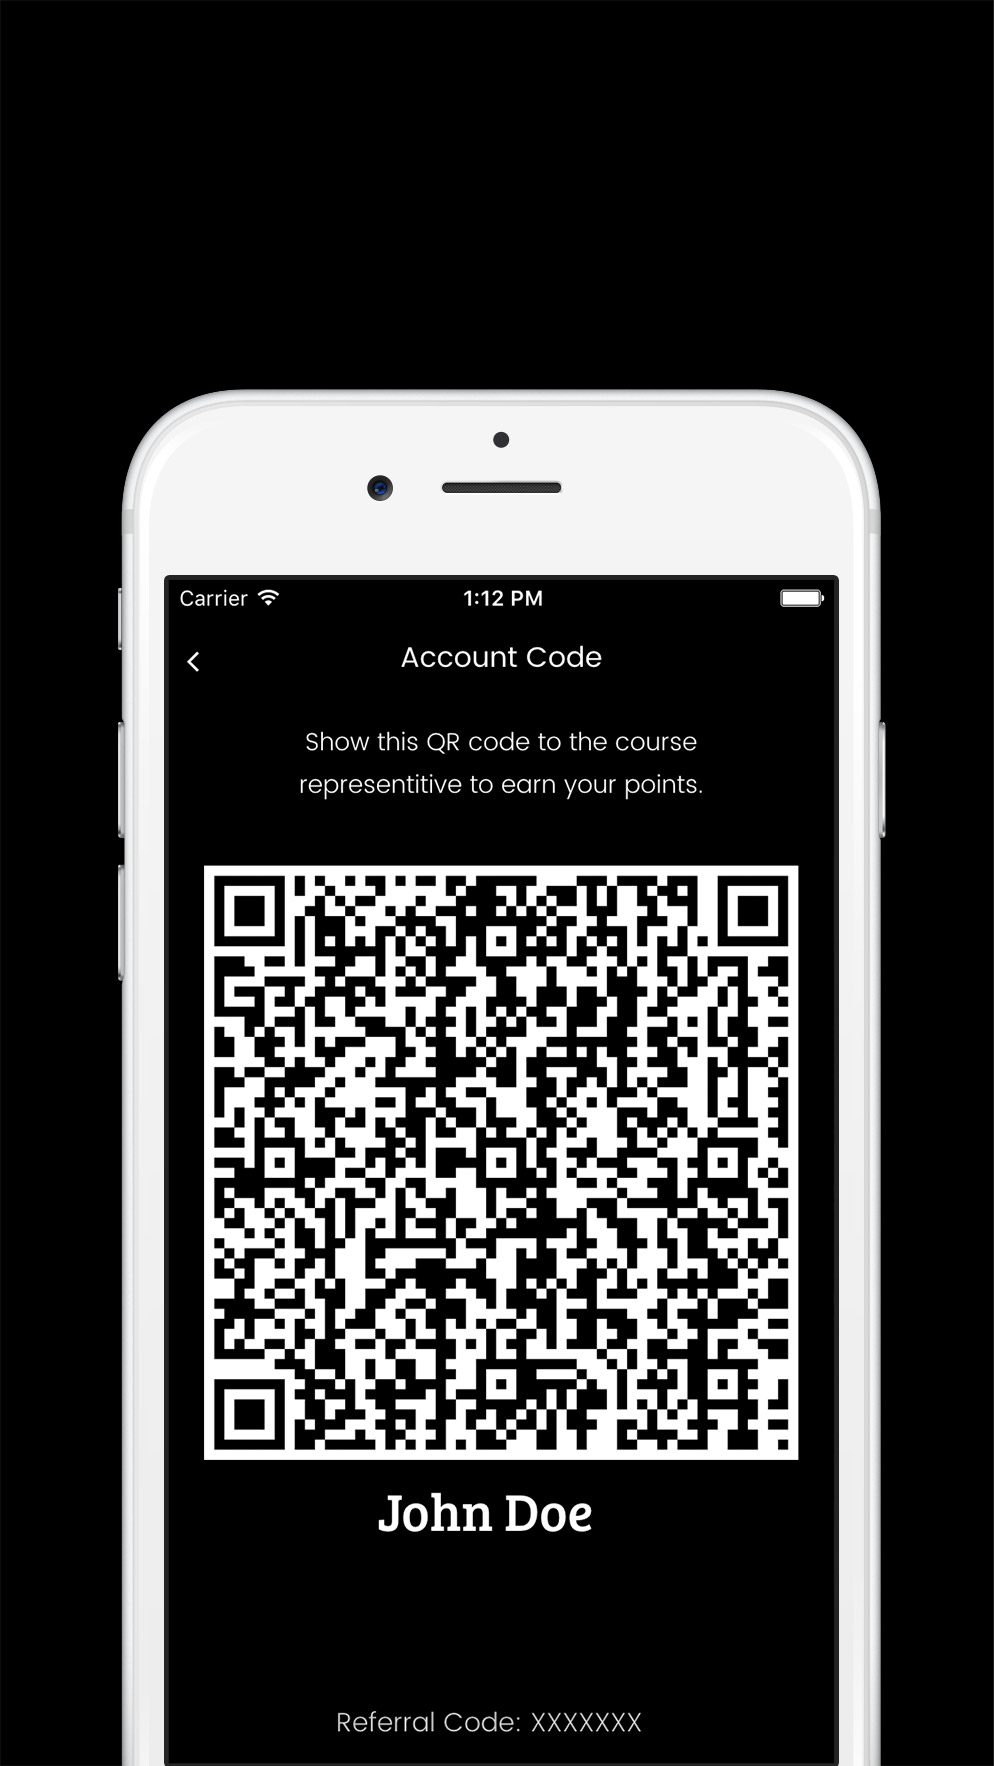 Carrier 1:12 PM
Account Code
Show this QR code to the course
representitive to earn your points.
John Doe
Referral Code: XXXXXXX